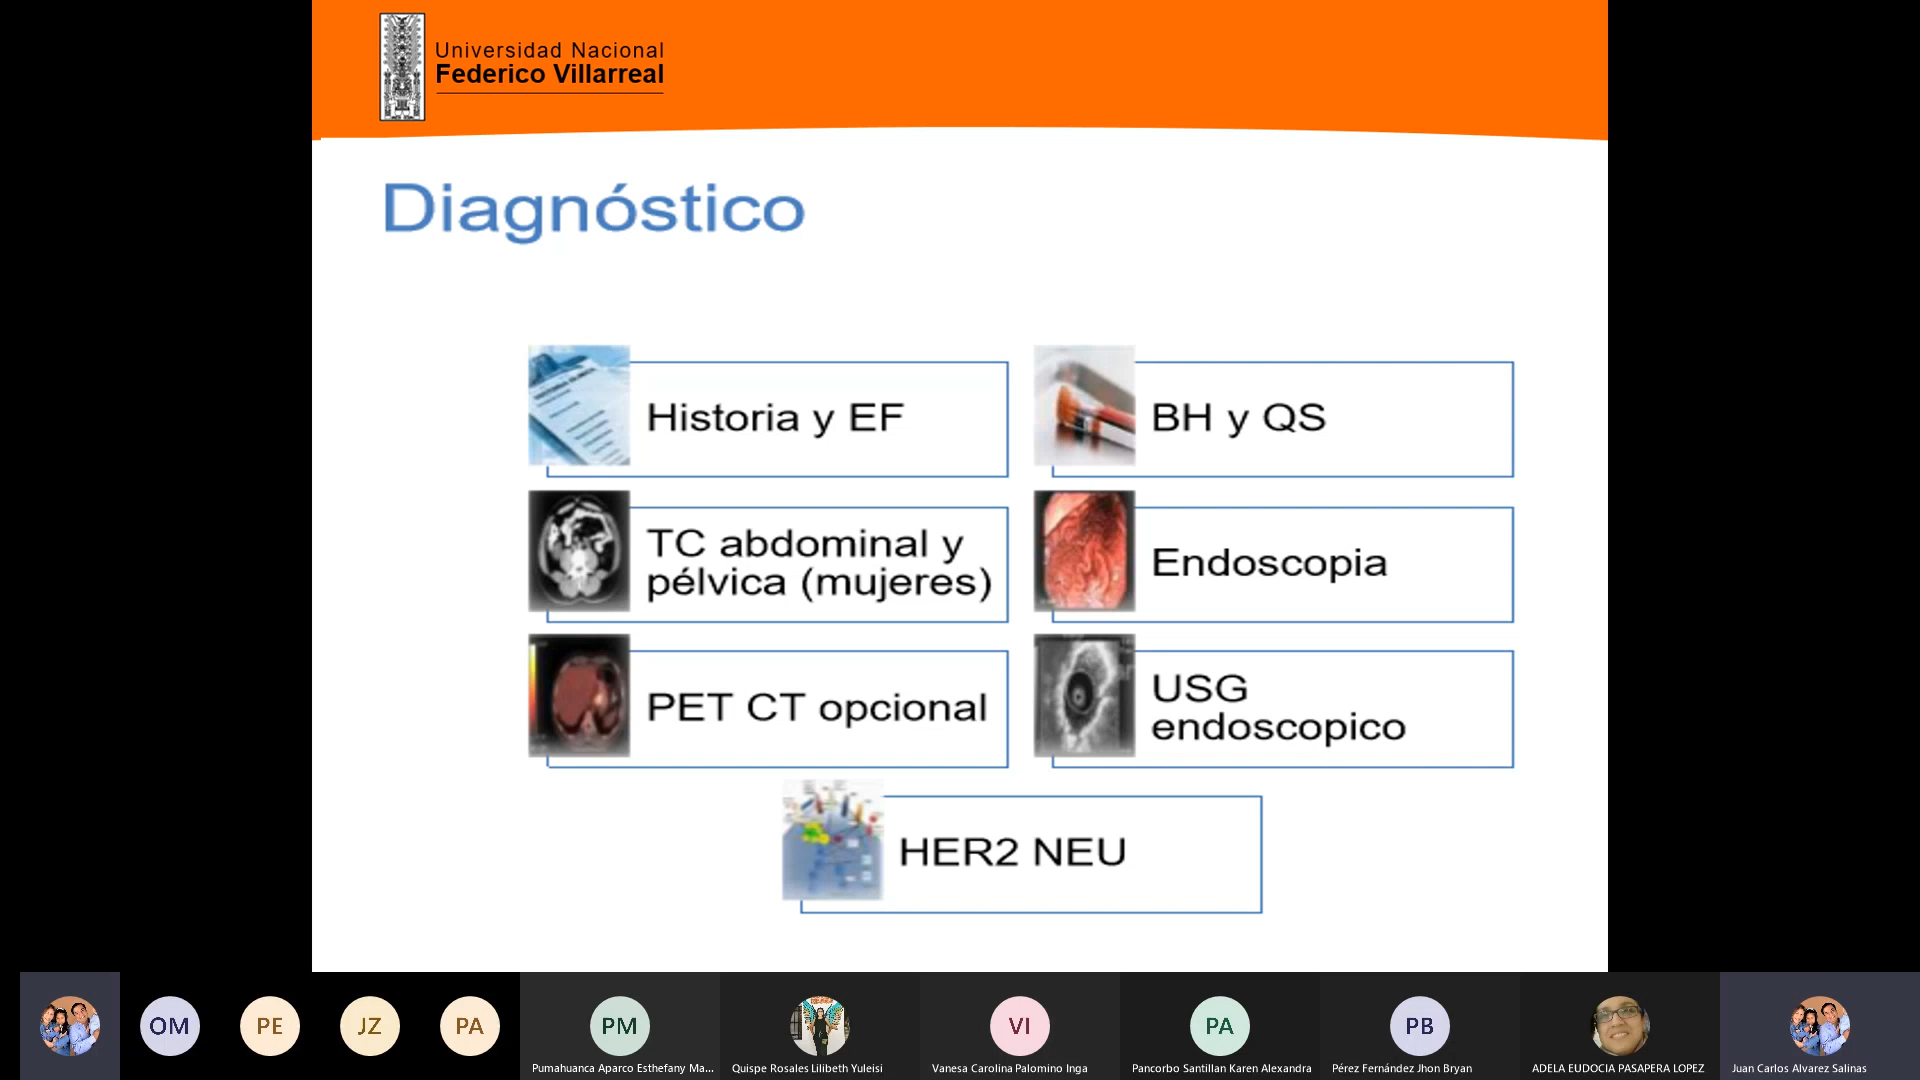 Universidad Nacional
Federico Villarreal
Diagnóstico
Historia y EF
BH y QS
TC abdominal y
pélvica (mujeres)
Endoscopia
PET CT opcional
USG
endoscopico
HER2 NEU
OM
PE
JZ
PA
PM
VI
PA
PB
Pumahuanca Aparco Esthefany Ma...
Quispe Rosales Lilibeth Yuleisi
Vanesa Carolina Palomino Inga
Pancorbo Santillan Karen Alexandra
Pérez Fernández Jhon Bryan
ADELA EUDOCIA PASAPERA LOPEZ
Juan Carlos Alvarez Salinas